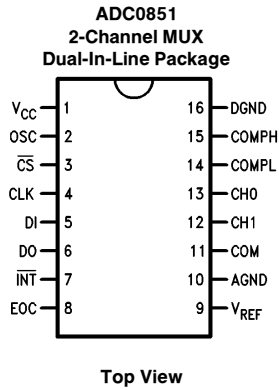 ADC0851
2-Channel MUX
Dual-In-Line Package
VCC 1 16 DGND
OSC 2 15 COMPH
C̅S̅ 3 14 COMPL
CLK 4 13 CH0
DI 5 12 CH1
DO 6 11 COM
I̅N̅T̅ 7 10 AGND
EOC 8 9 VREF
Top View